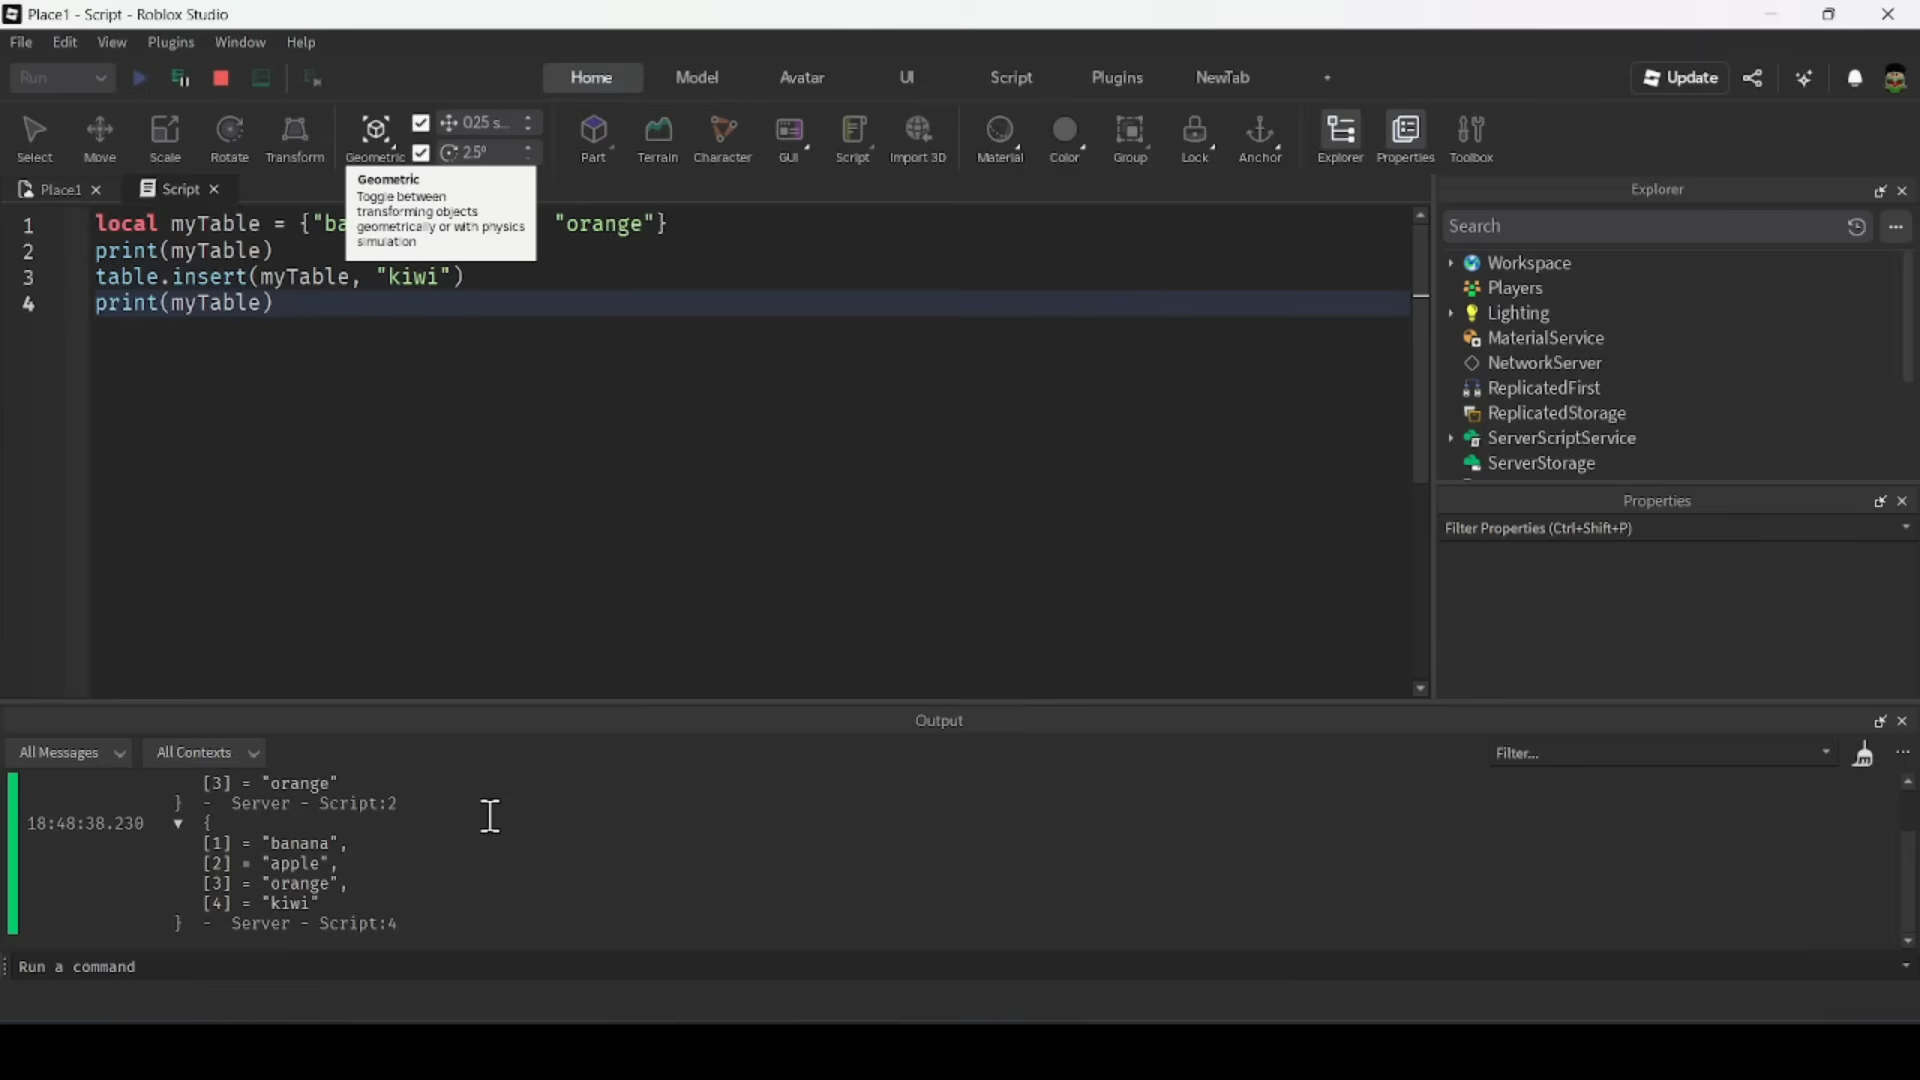 Place1 - Script - Roblox Studio
File Edit View Plugins Window Help
Run Home Model Avatar UI Script Plugins NewTab + Update
0.25 s...
2.5°
Select Move Scale Rotate Transform Geometric Part Terrain Character GUI Script Import 3D Material Color Group Lock Anchor Explorer Properties Toolbox
Place1 Script
Geometric
Toggle between
transforming objects
geometrically or with physics
simulation
1 local myTable = {"ba "orange"}
2 print(myTable)
3 table.insert(myTable, "kiwi")
4 print(myTable)
Explorer
Search
Workspace
Players
Lighting
MaterialService
NetworkServer
ReplicatedFirst
ReplicatedStorage
ServerScriptService
ServerStorage
Properties
Filter Properties (Ctrl+Shift+P)
Output
All Messages All Contexts Filter...
[3] = "orange"
} - Server - Script:2
18:48:38.230 ▼ {
[1] = "banana",
[2] = "apple",
[3] = "orange",
[4] = "kiwi"
} - Server - Script:4
Run a command